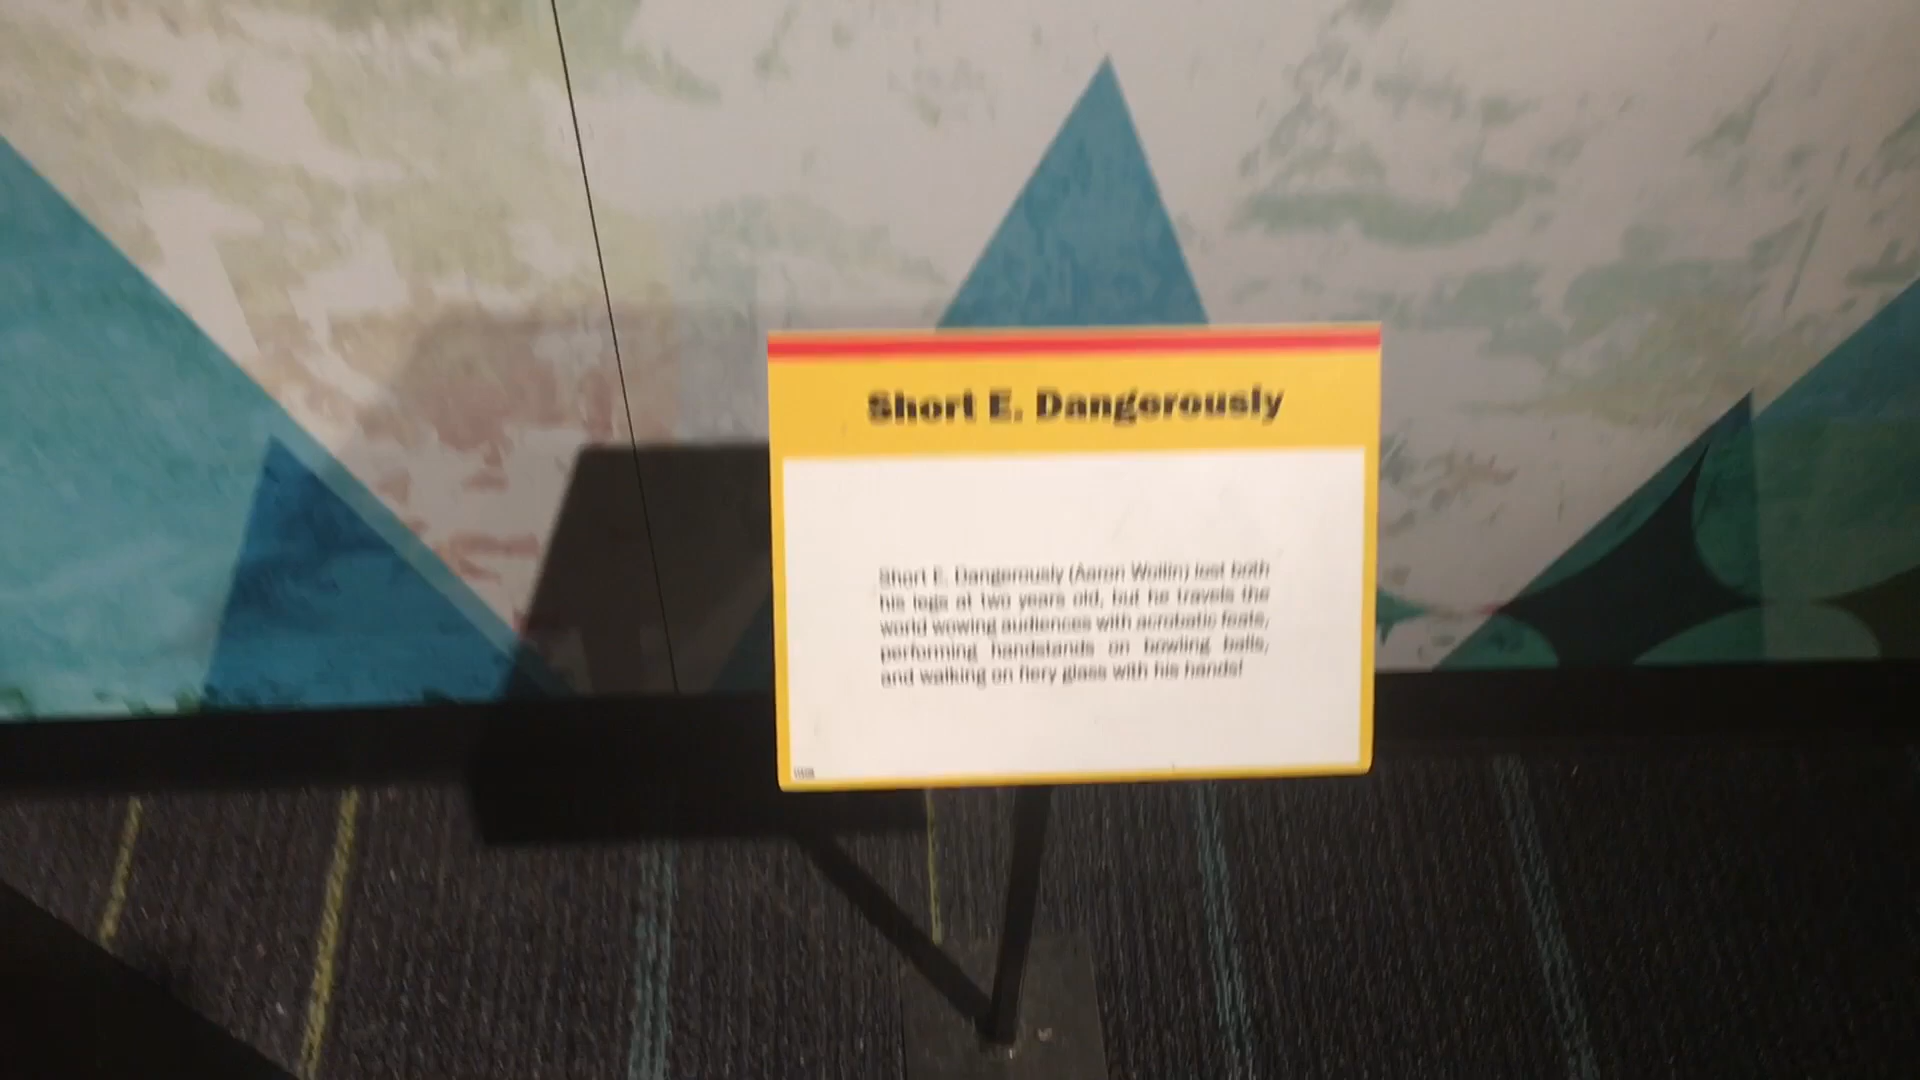 Short E. Dangerously
Short E. Dangerously (Aaron Wollin) lost both
his legs at two years old, but he travels the
world wowing audiences with acrobatic feats,
performing handstands on bowling balls,
and walking on fiery glass with his hands!